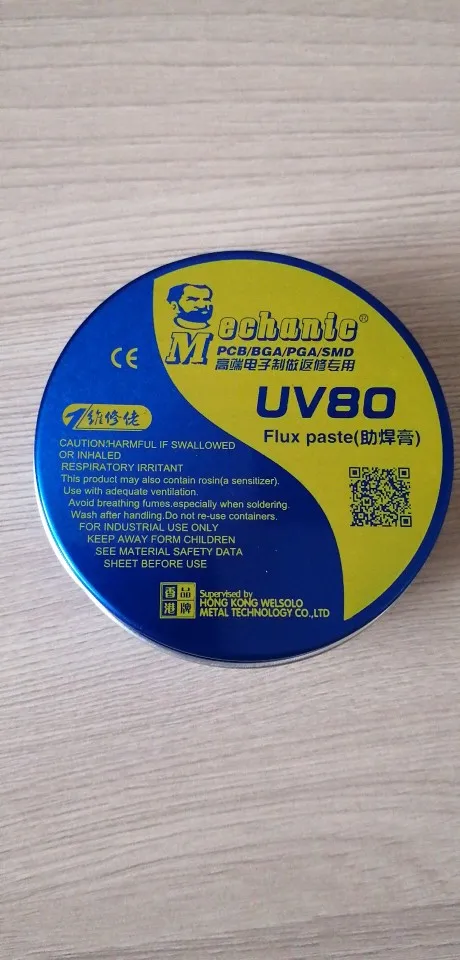 Mechanic®
PCB/BGA/PGA/SMD
高端电子制做返修专用
CE
UV80
Flux paste(助焊膏)
维修佬
CAUTION:HARMFUL IF SWALLOWED
OR INHALED
RESPIRATORY IRRITANT
This product may also contain rosin(a sensitizer).
Use with adequate ventilation.
Avoid breathing fumes.especially when soldering.
Wash after handling.Do not re-use containers.
FOR INDUSTRIAL USE ONLY
KEEP AWAY FORM CHILDREN
SEE MATERIAL SAFETY DATA
SHEET BEFORE USE
香港品牌
Supervised by
HONG KONG WELSOLO
METAL TECHNOLOGY CO.,LTD